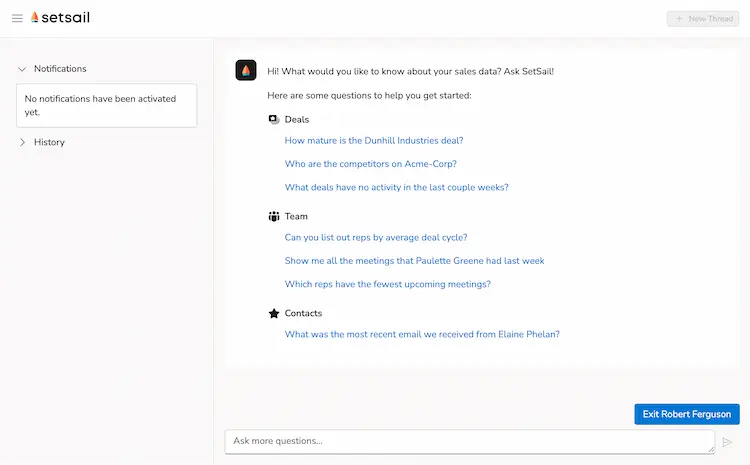 setsail
New Thread
Notifications
No notifications have been activated
yet.
History
Hi! What would you like to know about your sales data? Ask SetSail!
Here are some questions to help you get started:
Deals
How mature is the Dunhill Industries deal?
Who are the competitors on Acme-Corp?
What deals have no activity in the last couple weeks?
Team
Can you list out reps by average deal cycle?
Show me all the meetings that Paulette Greene had last week
Which reps have the fewest upcoming meetings?
Contacts
What was the most recent email we received from Elaine Phelan?
Exit Robert Ferguson
Ask more questions...